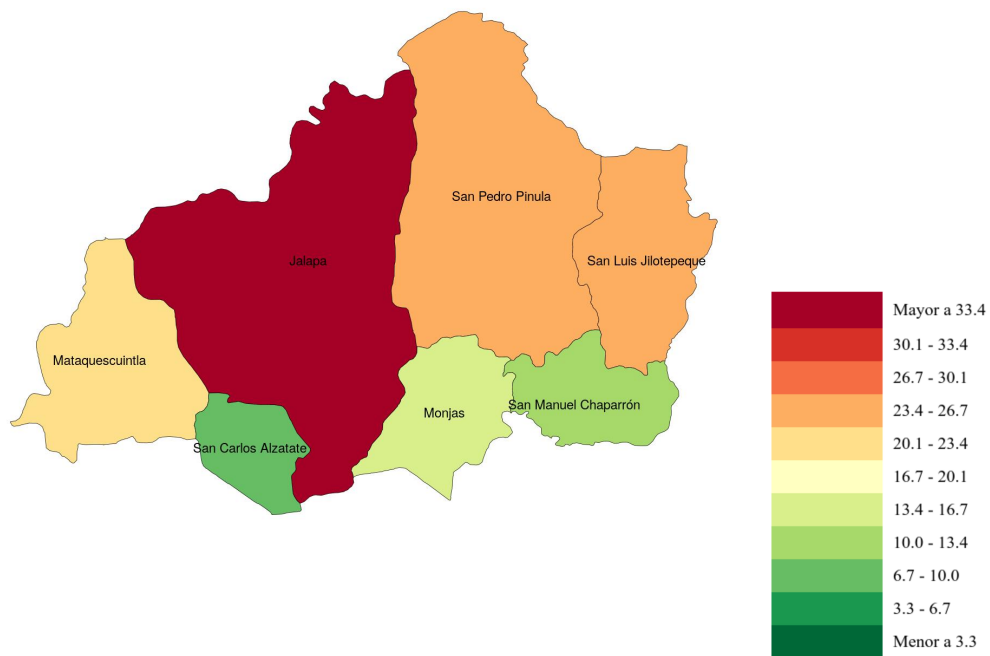 San Pedro Pinula
Jalapa
San Luis Jilotepeque
Mataquescuintla
Monjas
San Manuel Chaparrón
San Carlos Alzatate
Mayor a 33.4
30.1 - 33.4
26.7 - 30.1
23.4 - 26.7
20.1 - 23.4
16.7 - 20.1
13.4 - 16.7
10.0 - 13.4
6.7 - 10.0
3.3 - 6.7
Menor a 3.3